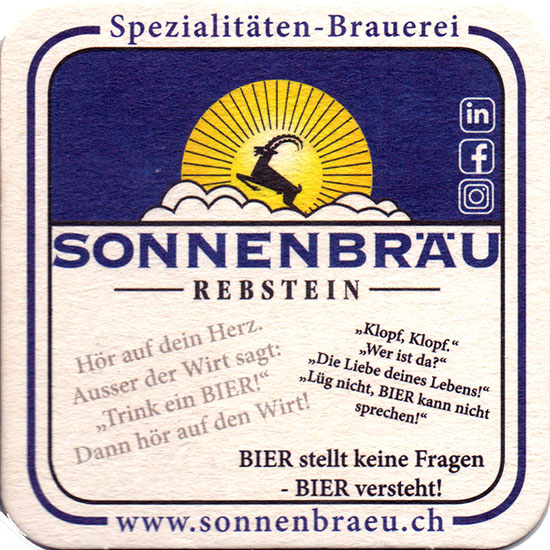 Spezialitäten-Brauerei
in
f
SONNENBRÄU
REBSTEIN
Hör auf dein Herz.
Ausser der Wirt sagt:
„Trink ein BIER!“
Dann hör auf den Wirt!
„Klopf, Klopf.“
„Wer ist da?“
„Die Liebe deines Lebens!“
„Lüg nicht, BIER kann nicht
sprechen!“
BIER stellt keine Fragen
- BIER versteht!
www.sonnenbraeu.ch